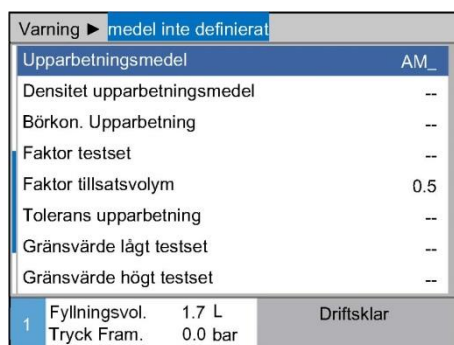 Varning ► medel inte definierat
Upparbetningsmedel AM_
Densitet upparbetningsmedel --
Börkon. Upparbetning --
Faktor testset --
Faktor tillsatsvolym 0.5
Tolerans upparbetning --
Gränsvärde lågt testset --
Gränsvärde högt testset --
1 Fyllningsvol. 1.7 L Driftsklar
Tryck Fram. 0.0 bar